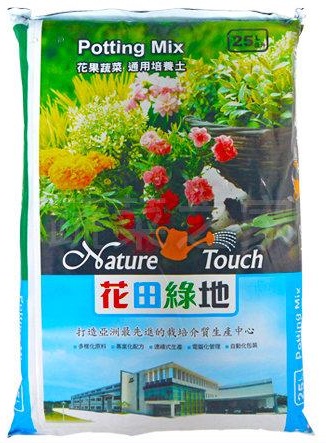 Potting Mix
25L
花果蔬菜 通用培養土
Nature Touch
花田綠地
打造亞洲最先進的栽培介質生產中心
•多樣化原料 •專業化配方 •連續式生產 •電腦化管理 •自動化包裝
Potting Mix
25L